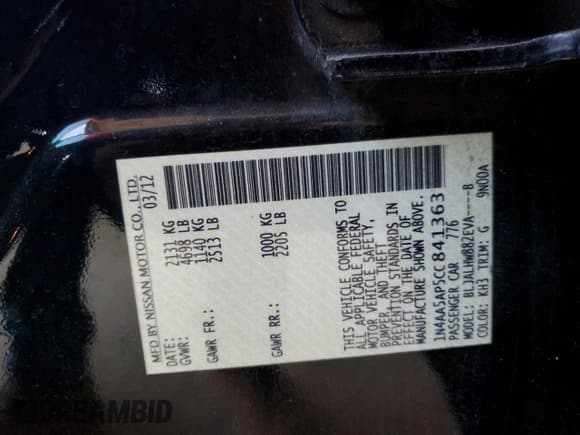 MFD BY NISSAN MOTOR CO., LTD.
DATE: 03/12
GVWR: 2131 KG
4698 LB
GAWR FR.: 1140 KG
2513 LB
GAWR RR.: 1000 KG
2205 LB
THIS VEHICLE CONFORMS TO
ALL APPLICABLE FEDERAL
MOTOR VEHICLE SAFETY,
BUMPER, AND THEFT
PREVENTION STANDARDS IN
EFFECT ON THE DATE OF
MANUFACTURE SHOWN ABOVE.
1N4AA5AP5CC841363
PASSENGER CAR 776
MODEL: BLJALHW882EVA----B
COLOR: KH3 TRIM: G 9N00A
DREAMBID